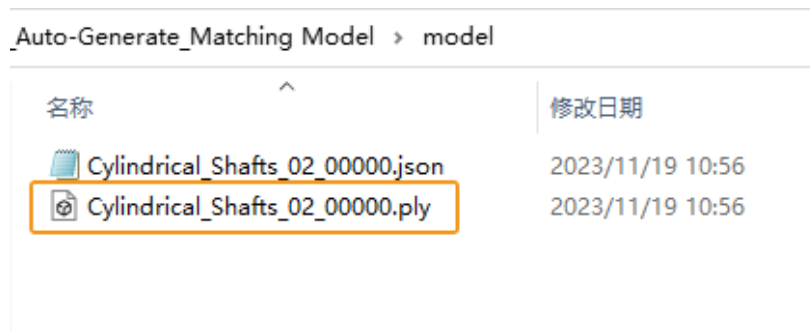 _Auto-Generate_Matching Model > model
名称 修改日期
Cylindrical_Shafts_02_00000.json 2023/11/19 10:56
Cylindrical_Shafts_02_00000.ply 2023/11/19 10:56